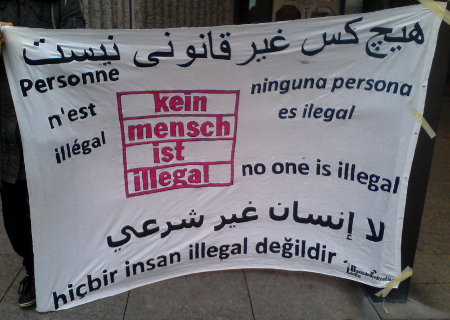 هیچ کس غیر قانونی نیست
Personne
n'est
illégal
kein
mensch
ist
illegal
ninguna persona
es ilegal
no one is illegal
لا إنسان غير شرعي
hiçbir insan illegal değildir